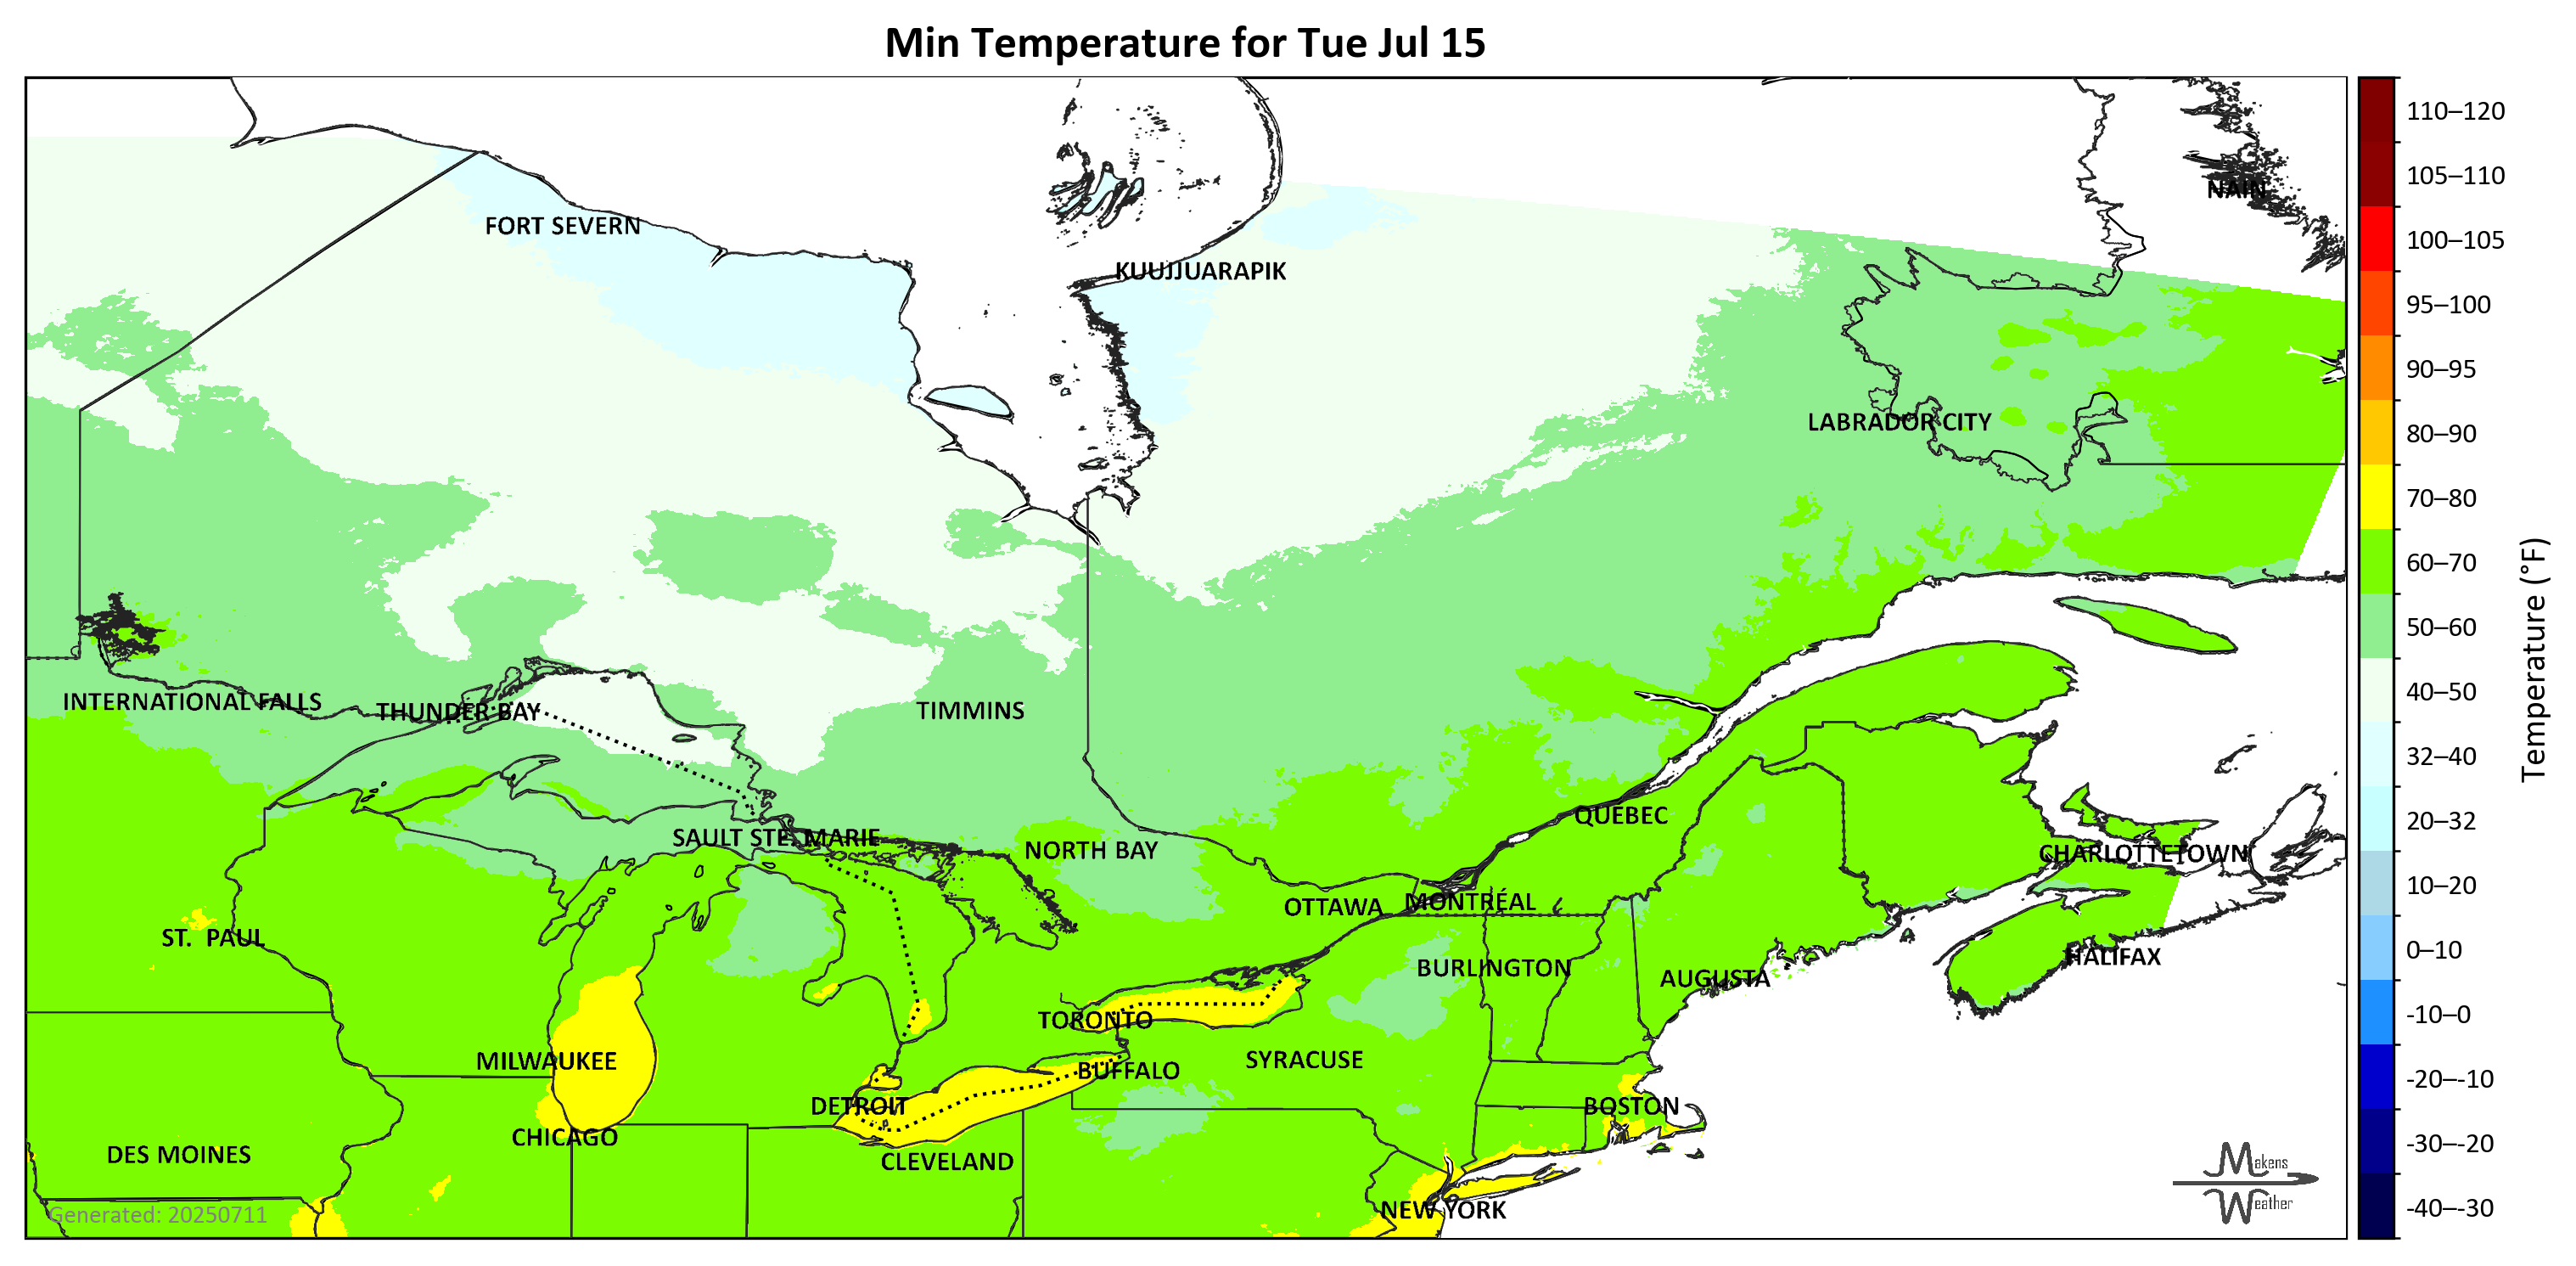 Min Temperature for Tue Jul 15
NAIN
FORT SEVERN
KUUJJUARAPIK
LABRADOR CITY
INTERNATIONAL FALLS
THUNDER BAY
TIMMINS
QUÉBEC
SAULT STE. MARIE
NORTH BAY
CHARLOTTETOWN
OTTAWA
MONTRÉAL
ST. PAUL
HALIFAX
BURLINGTON
AUGUSTA
TORONTO
MILWAUKEE
SYRACUSE
BUFFALO
DETROIT
BOSTON
CHICAGO
DES MOINES
CLEVELAND
NEW YORK
Generated: 20250711
Makens
Weather
110–120
105–110
100–105
95–100
90–95
80–90
70–80
60–70
50–60
40–50
32–40
20–32
10–20
0–10
-10–0
-20–-10
-30–-20
-40–-30
Temperature (°F)